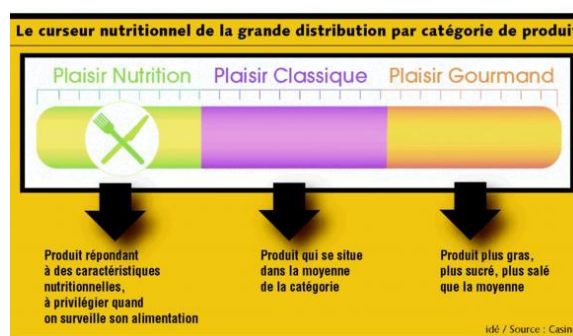 Le curseur nutritionnel de la grande distribution par catégorie de produit
Plaisir Nutrition
Plaisir Classique
Plaisir Gourmand
Produit répondant
à des caractéristiques
nutritionnelles,
à privilégier quand
on surveille son alimentation
Produit qui se situe
dans la moyenne
de la catégorie
Produit plus gras,
plus sucré, plus salé
que la moyenne
idé / Source : Casin